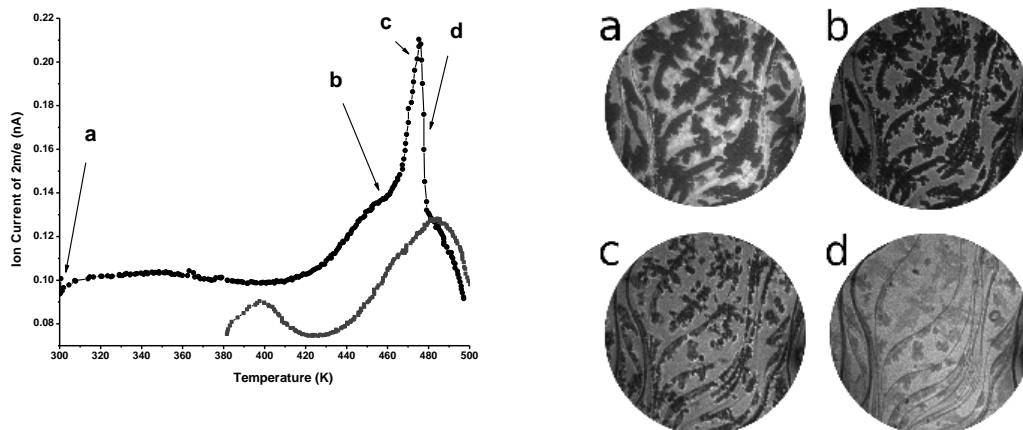 0.22
0.20
0.18
0.16
0.14
0.12
0.10
0.08
Ion Current of 2m/e (nA)
300 320 340 360 380 400 420 440 460 480 500
Temperature (K)
a
b
c
d
a
b
c
d